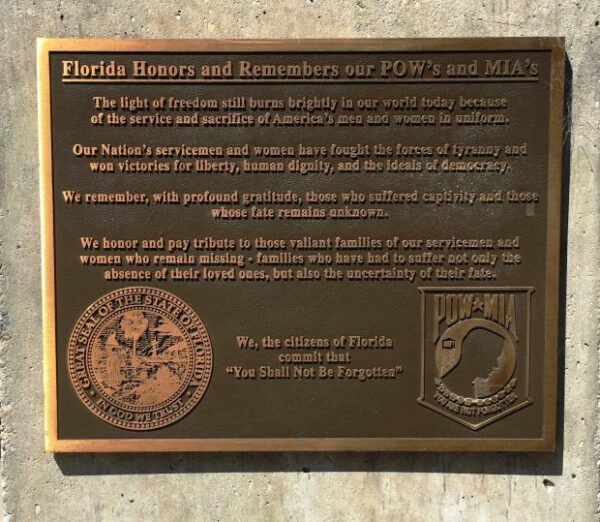 Florida Honors and Remembers our POW's and MIA's
The light of freedom still burns brightly in our world today because
of the service and sacrifice of America's men and women in uniform.
Our Nation's servicemen and women have fought the forces of tyranny and
won victories for liberty, human dignity, and the ideals of democracy.
We remember, with profound gratitude, those who suffered captivity and those
whose fate remains unknown.
We honor and pay tribute to those valiant families of our servicemen and
women who remain missing - families who have had to suffer not only the
absence of their loved ones, but also the uncertainty of their fate.
GREAT SEAL OF THE STATE OF FLORIDA
IN GOD WE TRUST
We, the citizens of Florida
commit that
"You Shall Not Be Forgotten"
POW★MIA
YOU ARE NOT FORGOTTEN